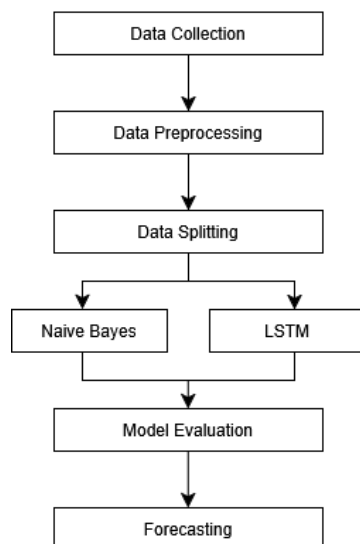 Data Collection
Data Preprocessing
Data Splitting
Naive Bayes
LSTM
Model Evaluation
Forecasting